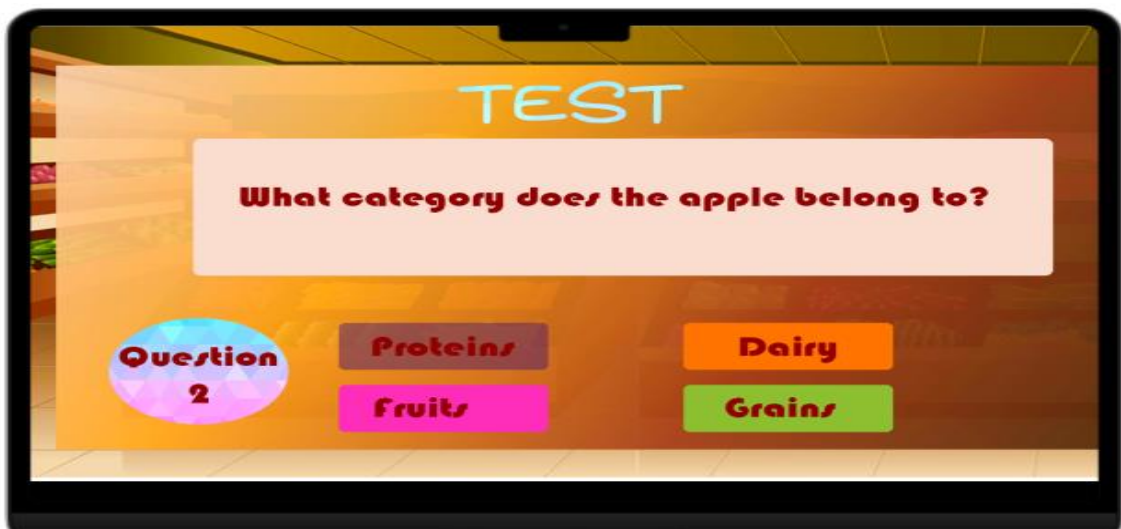 TEST
What category does the apple belong to?
Question
2
Proteins
Dairy
Fruits
Grains